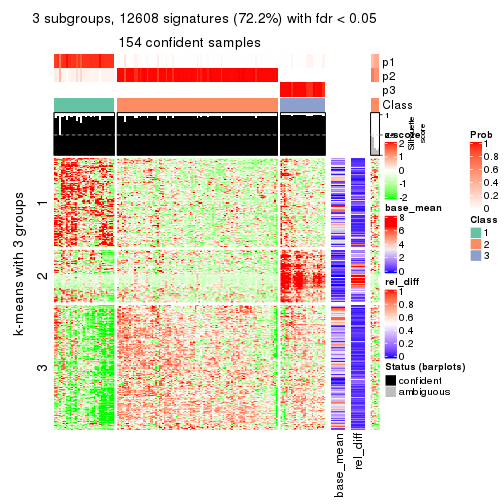 3 subgroups, 12608 signatures (72.2%) with fdr < 0.05
154 confident samples
p1
p2
p3
Class
1
Silhouette
score
k-means with 3 groups
1
2
3
base_mean
rel_diff
z-score
2
1
0
-1
-2
base_mean
8
6
4
2
0
rel_diff
1
0.8
0.6
0.4
0.2
0
Status (barplots)
confident
ambiguous
Prob
1
0.8
0.6
0.4
0.2
0
Class
1
2
3